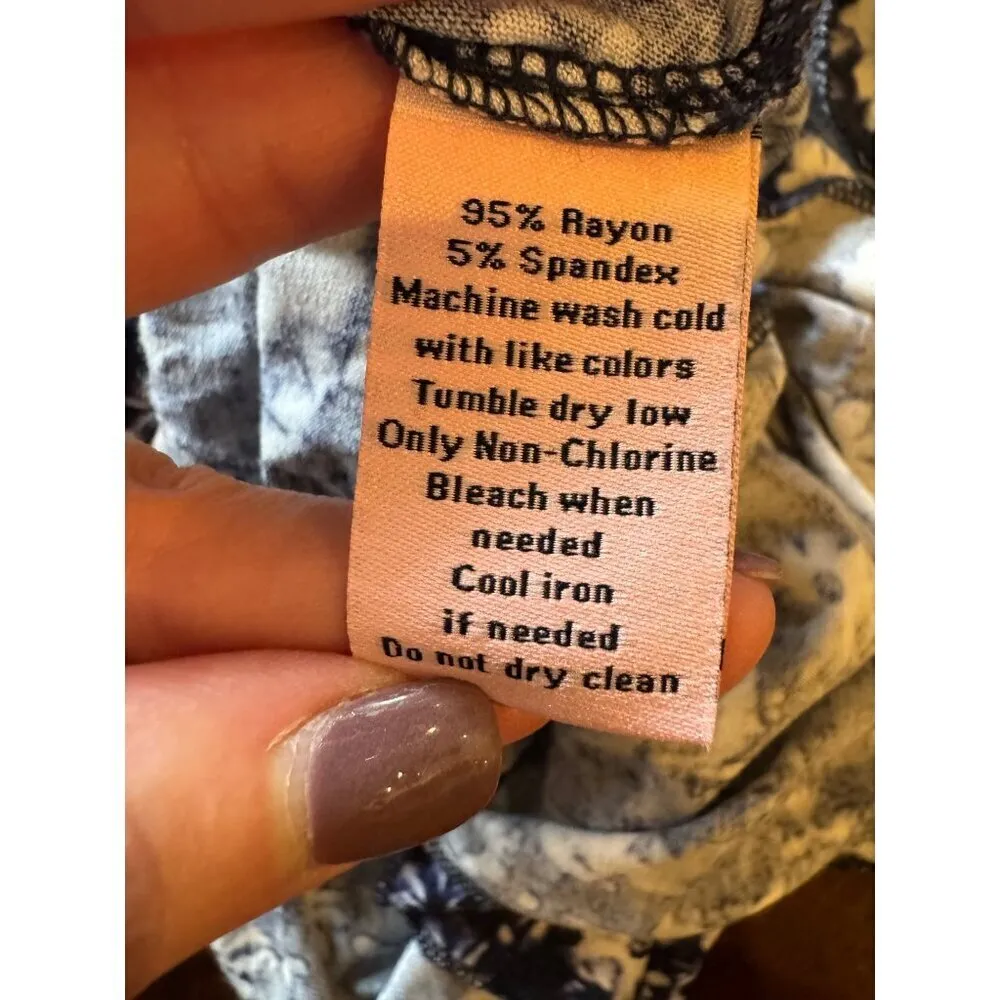 95% Rayon
5% Spandex
Machine wash cold
with like colors
Tumble dry low
Only Non-Chlorine
Bleach when
needed
Cool iron
if needed
Do not dry clean